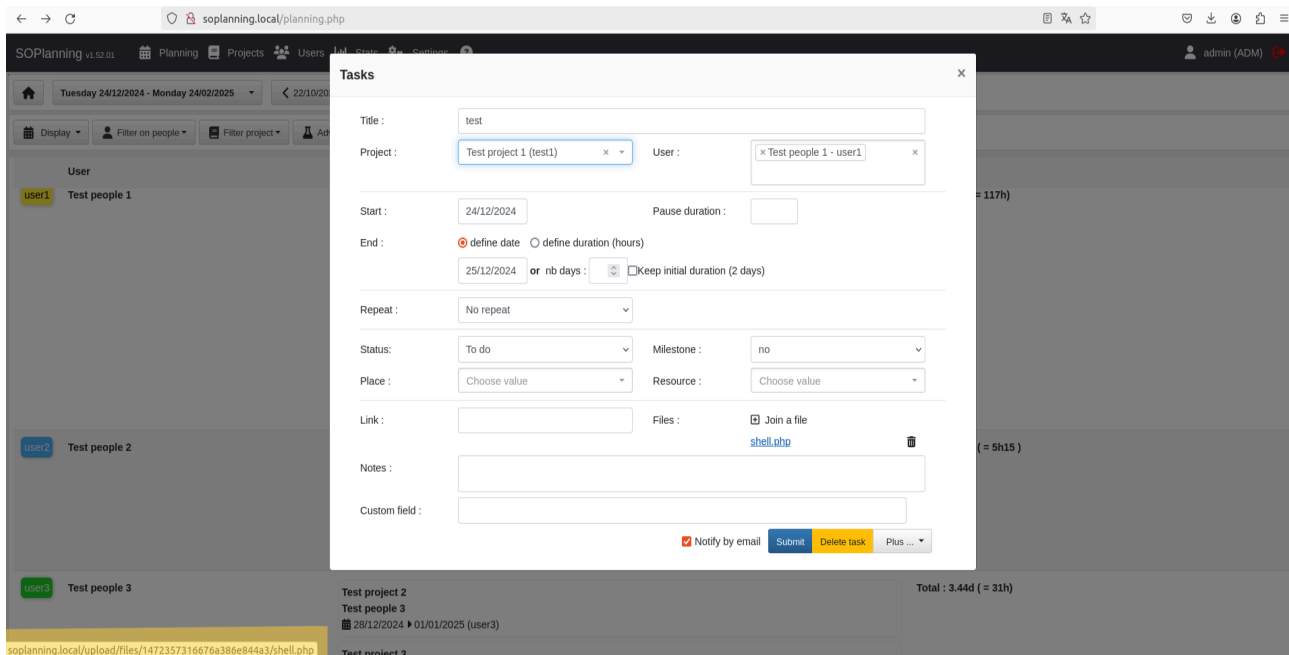 soplanning.local/planning.php
SOPlanning v1.52.01 Planning Projects Users Stats Settings admin (ADM)
Tuesday 24/12/2024 - Monday 24/02/2025 22/10/20
Display Filter on people Filter project Ad
User
user1 Test people 1 = 117h)
Tasks ×
Title : test
Project : Test project 1 (test1) × User : × Test people 1 - user1 ×
Start : 24/12/2024 Pause duration :
End : define date define duration (hours)
25/12/2024 or nb days : Keep initial duration (2 days)
Repeat : No repeat
Status: To do Milestone : no
Place : Choose value Resource : Choose value
Link : Files : Join a file
shell.php
Notes :
Custom field :
Notify by email Submit Delete task Plus ...
user2 Test people 2 ( = 5h15 )
user3 Test people 3 Total : 3.44d ( = 31h)
Test project 2
Test people 3
28/12/2024 01/01/2025 (user3)
Test project 3
soplanning.local/upload/files/1472357316676a386e844a3/shell.php